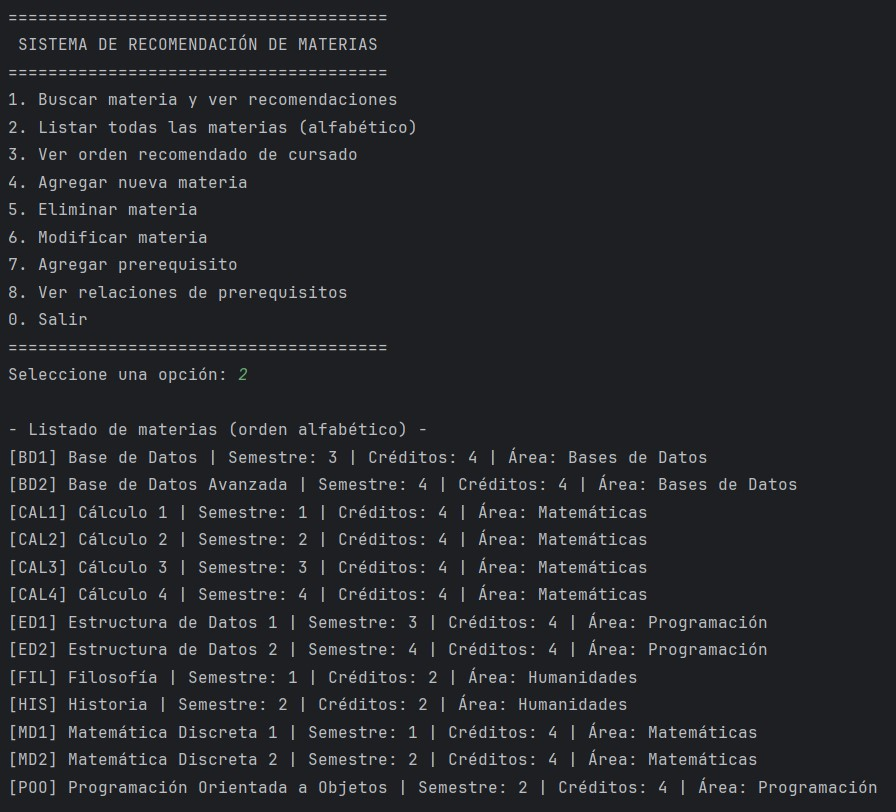 ======================================
SISTEMA DE RECOMENDACIÓN DE MATERIAS
======================================
1. Buscar materia y ver recomendaciones
2. Listar todas las materias (alfabético)
3. Ver orden recomendado de cursado
4. Agregar nueva materia
5. Eliminar materia
6. Modificar materia
7. Agregar prerequisito
8. Ver relaciones de prerequisitos
0. Salir
======================================
Seleccione una opción: 2
- Listado de materias (orden alfabético) -
[BD1] Base de Datos | Semestre: 3 | Créditos: 4 | Área: Bases de Datos
[BD2] Base de Datos Avanzada | Semestre: 4 | Créditos: 4 | Área: Bases de Datos
[CAL1] Cálculo 1 | Semestre: 1 | Créditos: 4 | Área: Matemáticas
[CAL2] Cálculo 2 | Semestre: 2 | Créditos: 4 | Área: Matemáticas
[CAL3] Cálculo 3 | Semestre: 3 | Créditos: 4 | Área: Matemáticas
[CAL4] Cálculo 4 | Semestre: 4 | Créditos: 4 | Área: Matemáticas
[ED1] Estructura de Datos 1 | Semestre: 3 | Créditos: 4 | Área: Programación
[ED2] Estructura de Datos 2 | Semestre: 4 | Créditos: 4 | Área: Programación
[FIL] Filosofía | Semestre: 1 | Créditos: 2 | Área: Humanidades
[HIS] Historia | Semestre: 2 | Créditos: 2 | Área: Humanidades
[MD1] Matemática Discreta 1 | Semestre: 1 | Créditos: 4 | Área: Matemáticas
[MD2] Matemática Discreta 2 | Semestre: 2 | Créditos: 4 | Área: Matemáticas
[POO] Programación Orientada a Objetos | Semestre: 2 | Créditos: 4 | Área: Programación